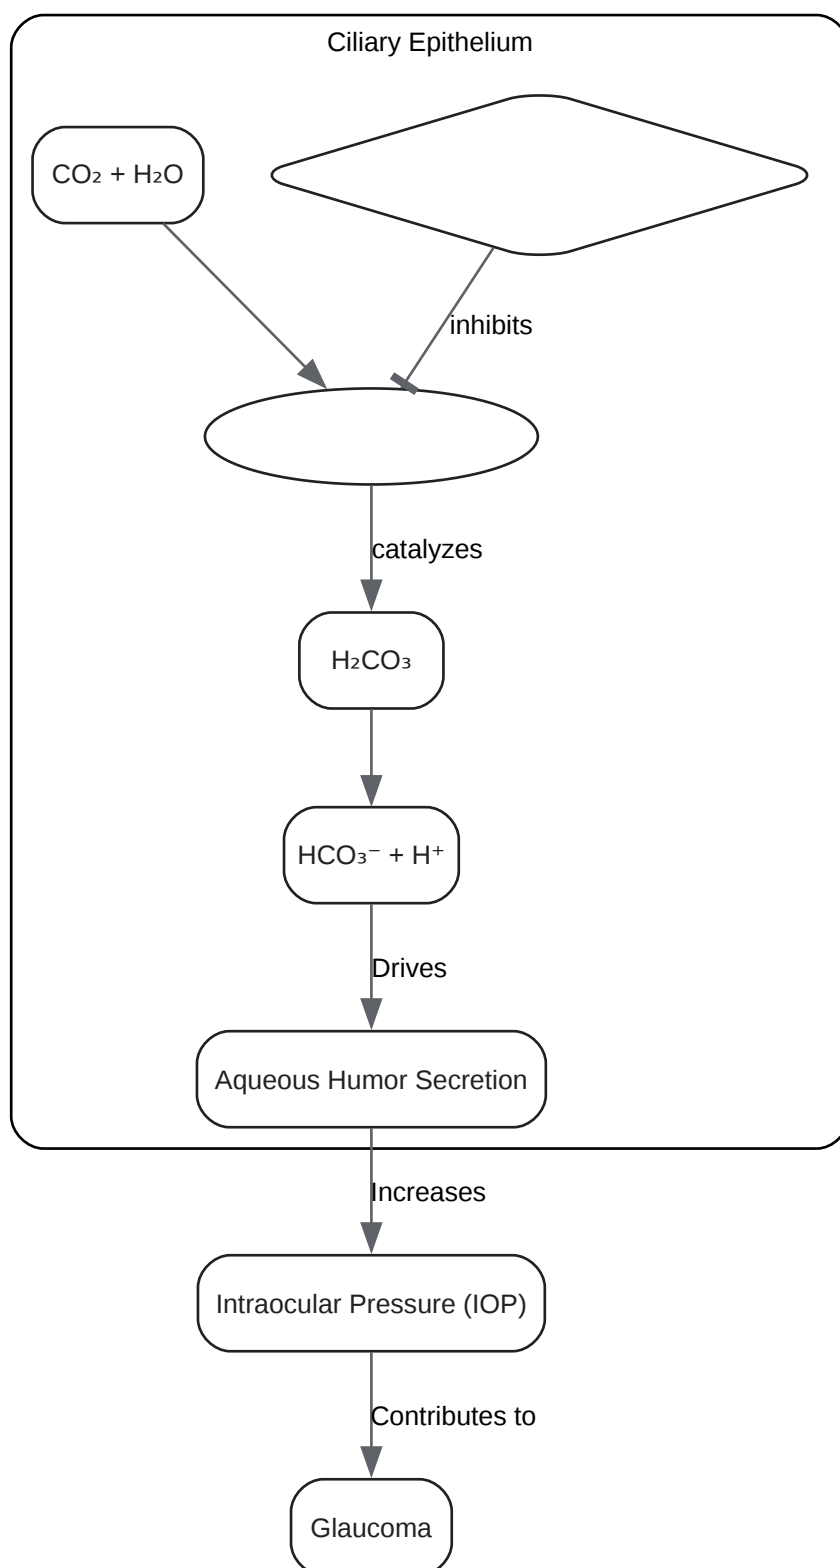 Ciliary Epithelium
CO₂ + H₂O
inhibits
catalyzes
H₂CO₃
HCO₃⁻ + H⁺
Drives
Aqueous Humor Secretion
Increases
Intraocular Pressure (IOP)
Contributes to
Glaucoma